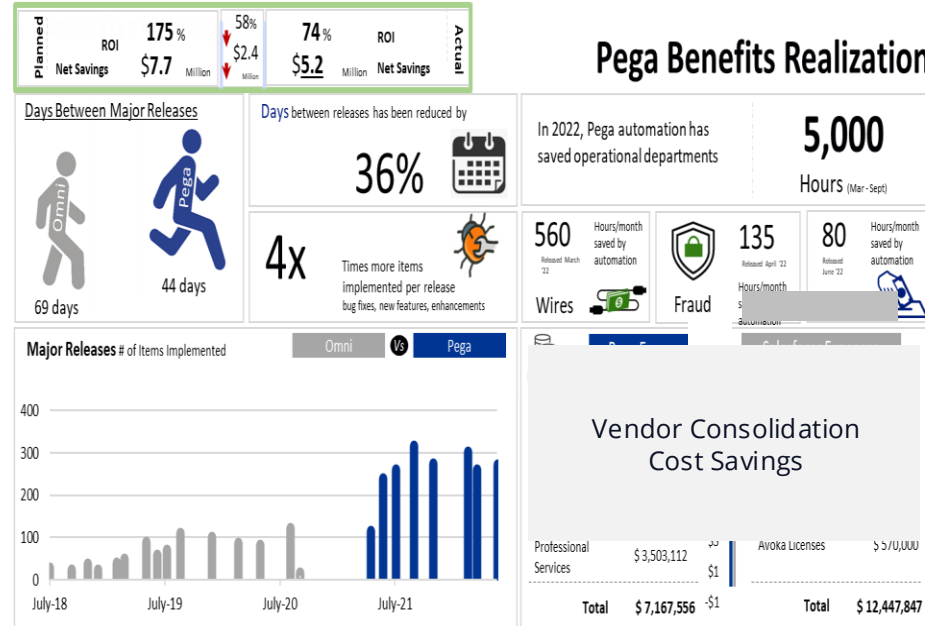 Planned
ROI
175 %
Net Savings
$7.7 Million
58%
$2.4
Million
74 %
ROI
$5.2 Million
Net Savings
Actual
Pega Benefits Realization
Days Between Major Releases
Omni
Pega
69 days
44 days
Days between releases has been reduced by
36%
4x
Times more items
implemented per release
bug fixes, new features, enhancements
In 2022, Pega automation has
saved operational departments
5,000
Hours (Mar - Sept)
560
Released March
'22
Hours/month
saved by
automation
Wires
Fraud
135
Released April '22
Hours/month
automation
80
Released
June '22
Hours/month
saved by
automation
Major Releases # of Items Implemented
Omni
Vs
Pega
400
300
200
100
0
July-18
July-19
July-20
July-21
Vendor Consolidation
Cost Savings
Professional
Services
$ 3,503,112
Total
$ 7,167,556
$1
-$1
Avoka Licenses
$ 570,000
Total
$ 12,447,847